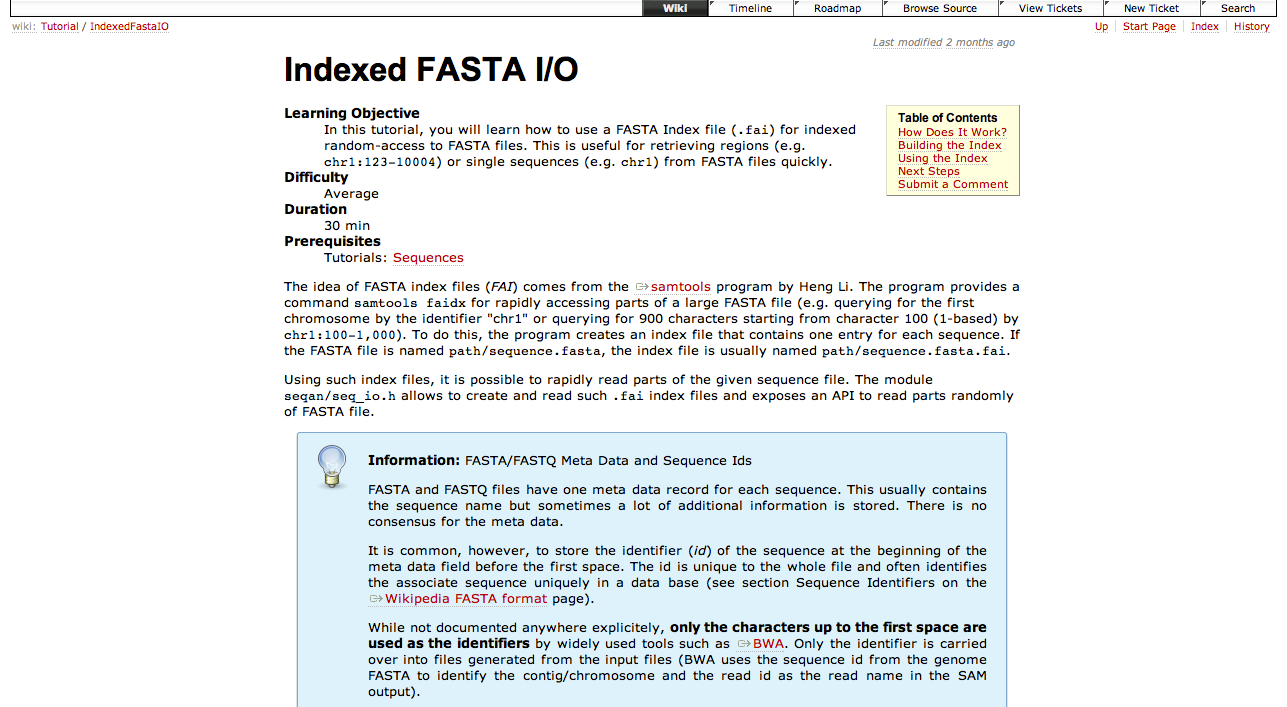 Wiki Timeline Roadmap Browse Source View Tickets New Ticket Search
wiki: Tutorial / IndexedFastaIO Up Start Page Index History
Last modified 2 months ago
Indexed FASTA I/O
Learning Objective
In this tutorial, you will learn how to use a FASTA Index file (.fai) for indexed
random-access to FASTA files. This is useful for retrieving regions (e.g.
chr1:123-10004) or single sequences (e.g. chr1) from FASTA files quickly.
Difficulty
Average
Duration
30 min
Prerequisites
Tutorials: Sequences
Table of Contents
How Does It Work?
Building the Index
Using the Index
Next Steps
Submit a Comment
The idea of FASTA index files (FAI) comes from the samtools program by Heng Li. The program provides a
command samtools faidx for rapidly accessing parts of a large FASTA file (e.g. querying for the first
chromosome by the identifier "chr1" or querying for 900 characters starting from character 100 (1-based) by
chr1:100-1,000). To do this, the program creates an index file that contains one entry for each sequence. If
the FASTA file is named path/sequence.fasta, the index file is usually named path/sequence.fasta.fai.
Using such index files, it is possible to rapidly read parts of the given sequence file. The module
seqan/seq_io.h allows to create and read such .fai index files and exposes an API to read parts randomly
of FASTA file.
Information: FASTA/FASTQ Meta Data and Sequence Ids
FASTA and FASTQ files have one meta data record for each sequence. This usually contains
the sequence name but sometimes a lot of additional information is stored. There is no
consensus for the meta data.
It is common, however, to store the identifier (id) of the sequence at the beginning of the
meta data field before the first space. The id is unique to the whole file and often identifies
the associate sequence uniquely in a data base (see section Sequence Identifiers on the
Wikipedia FASTA format page).
While not documented anywhere explicitely, only the characters up to the first space are
used as the identifiers by widely used tools such as BWA. Only the identifier is carried
over into files generated from the input files (BWA uses the sequence id from the genome
FASTA to identify the contig/chromosome and the read id as the read name in the SAM
output).